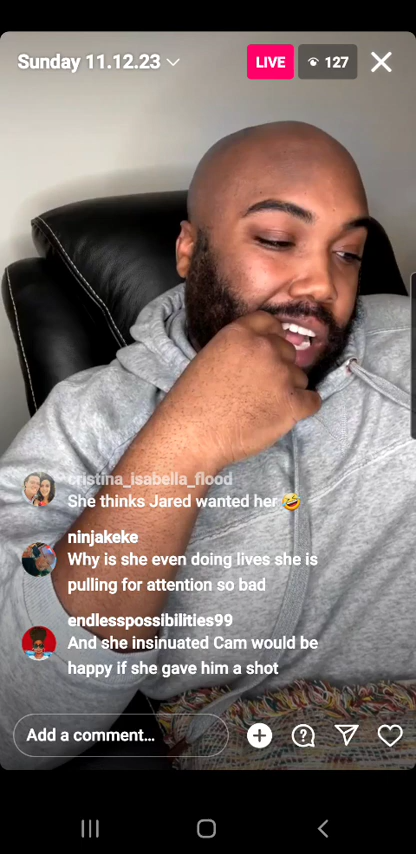 Sunday 11.12.23
LIVE
127
cristina_isabella_flood
She thinks Jared wanted her 🤣
ninjakeke
Why is she even doing lives she is
pulling for attention so bad
endlesspossibilities99
And she insinuated Cam would be
happy if she gave him a shot
Add a comment...